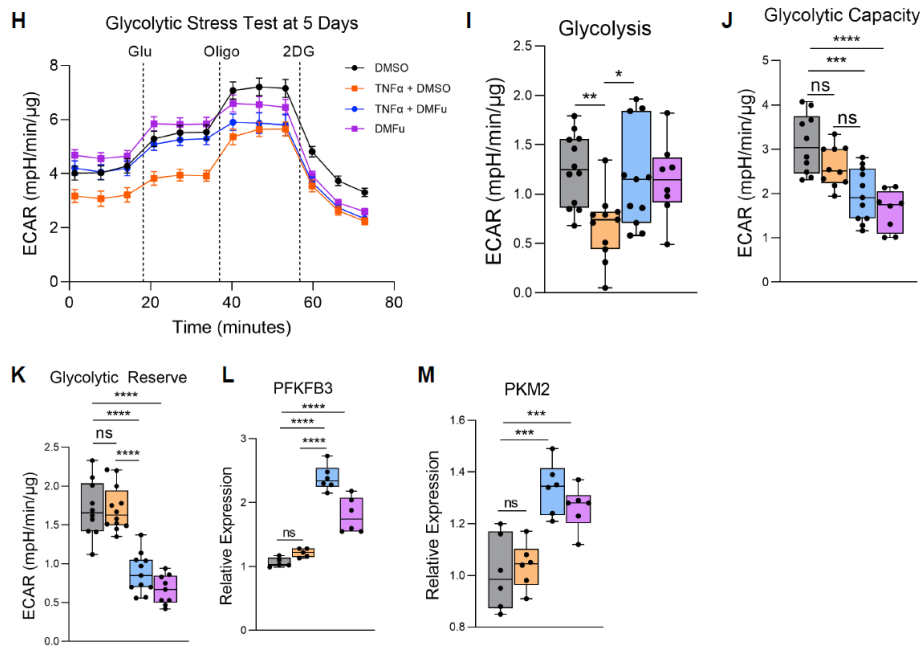 H
Glycolytic Stress Test at 5 Days
Glu
Oligo
2DG
ECAR (mpH/min/µg)
8
6
4
2
0
0
20
40
60
80
Time (minutes)
DMSO
TNFα + DMSO
TNFα + DMFu
DMFu
I
Glycolysis
ECAR (mpH/min/µg)
2.5
2.0
1.5
1.0
0.5
0.0
**
*
J
Glycolytic Capacity
ECAR (mpH/min/µg)
5
4
3
2
1
0
****
***
ns
ns
K
Glycolytic Reserve
ECAR (mpH/min/µg)
2.5
2.0
1.5
1.0
0.5
0.0
****
****
ns
****
L
PFKFB3
Relative Expression
3
2
1
0
****
****
****
ns
M
PKM2
Relative Expression
1.6
1.4
1.2
1.0
0.8
***
***
ns